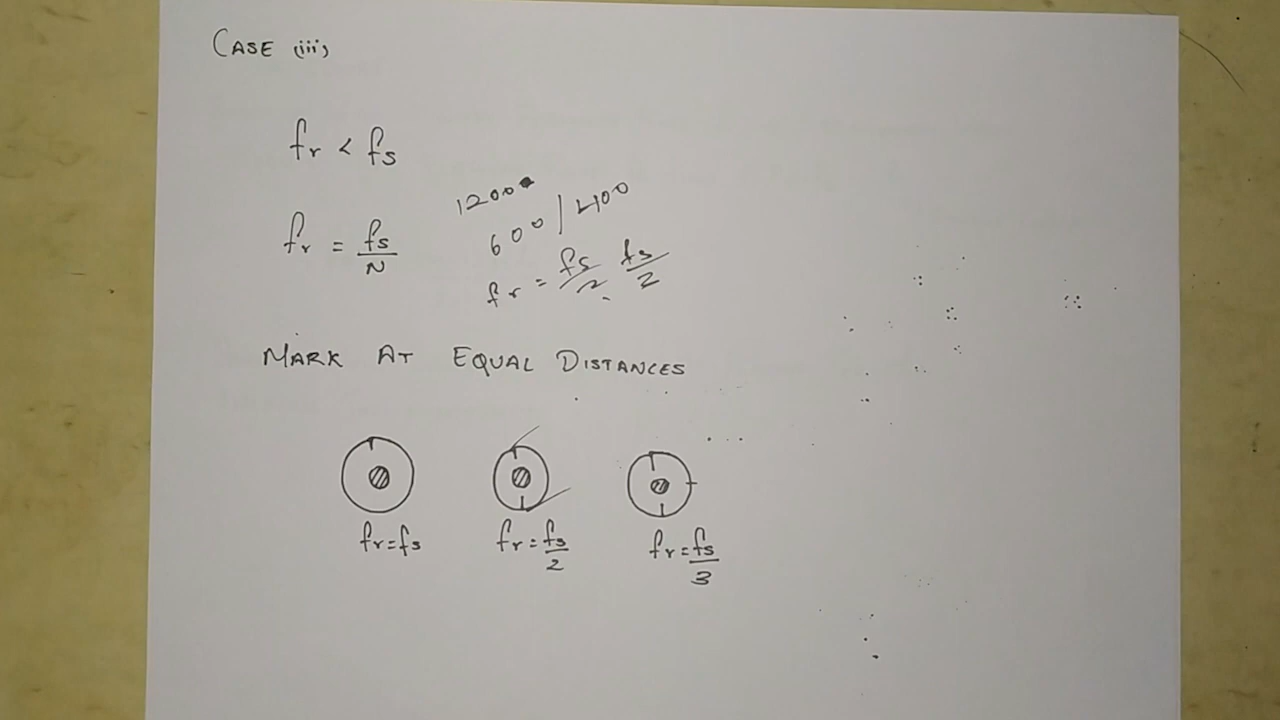 CASE (iii)
fr < fs
1200
600 / 400
fr = fs/N
fr = fs/2 fs/2
MARK AT EQUAL DISTANCES
fr=fs
fr=fs/2
fr=fs/3